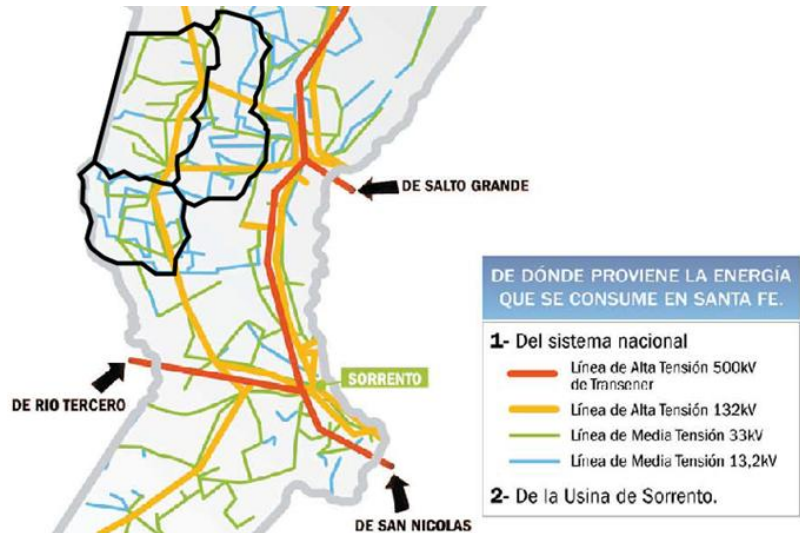 DE SALTO GRANDE
DE DÓNDE PROVIENE LA ENERGÍA
QUE SE CONSUME EN SANTA FE.
1- Del sistema nacional
Línea de Alta Tensión 500kV
de Transener
Línea de Alta Tensión 132kV
Línea de Media Tensión 33kV
Línea de Media Tensión 13,2kV
2- De la Usina de Sorrento.
SORRENTO
DE RIO TERCERO
DE SAN NICOLAS